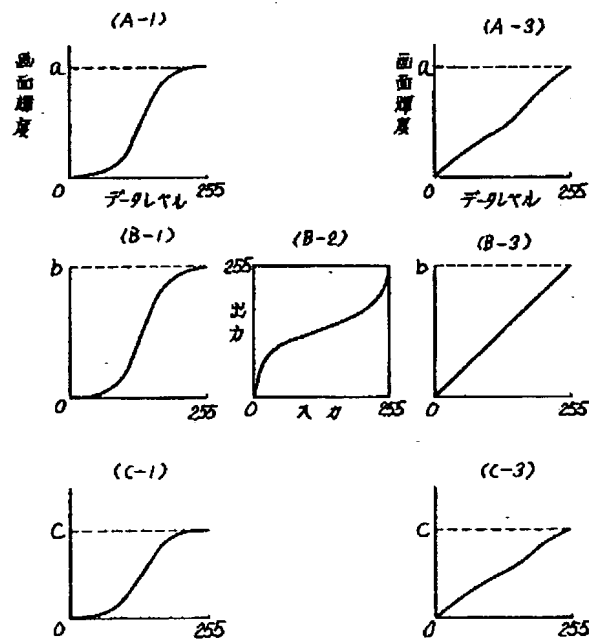 (A-1)
画面輝度
a
0
255
データレベル
(A-3)
画面輝度
a
0
255
データレベル
(B-1)
b
0
255
(B-2)
255
出力
0
255
入力
(B-3)
b
0
255
(C-1)
C
0
255
(C-3)
C
0
255